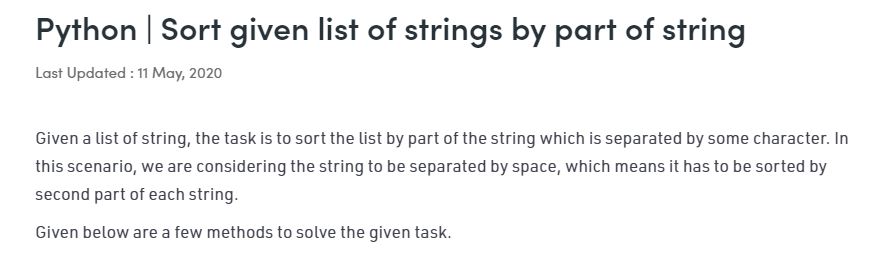 Python | Sort given list of strings by part of string
Last Updated : 11 May, 2020
Given a list of string, the task is to sort the list by part of the string which is separated by some character. In
this scenario, we are considering the string to be separated by space, which means it has to be sorted by
second part of each string.
Given below are a few methods to solve the given task.